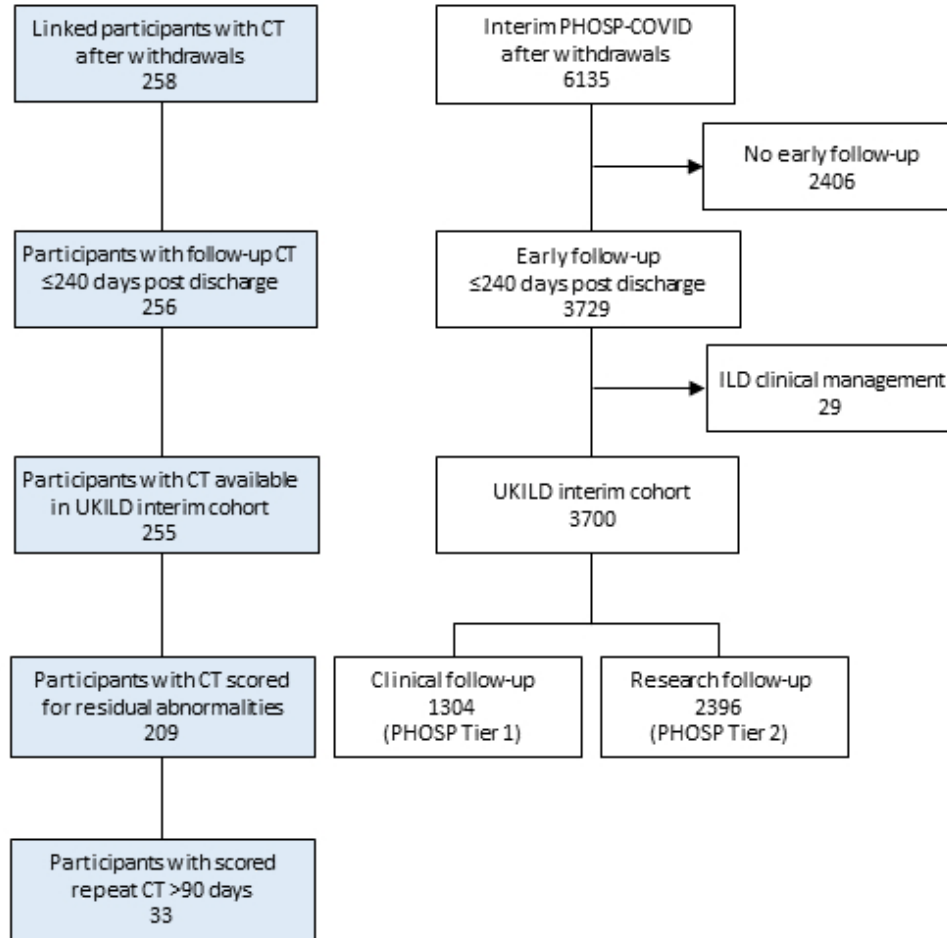 Linked participants with CT
after withdrawals
258
Participants with follow-up CT
≤240 days post discharge
256
Participants with CT available
in UKILD interim cohort
255
Participants with CT scored
for residual abnormalities
209
Participants with scored
repeat CT >90 days
33
Interim PHOSP-COVID
after withdrawals
6135
No early follow-up
2406
Early follow-up
≤240 days post discharge
3729
ILD clinical management
29
UKILD interim cohort
3700
Clinical follow-up
1304
(PHOSP Tier 1)
Research follow-up
2396
(PHOSP Tier 2)